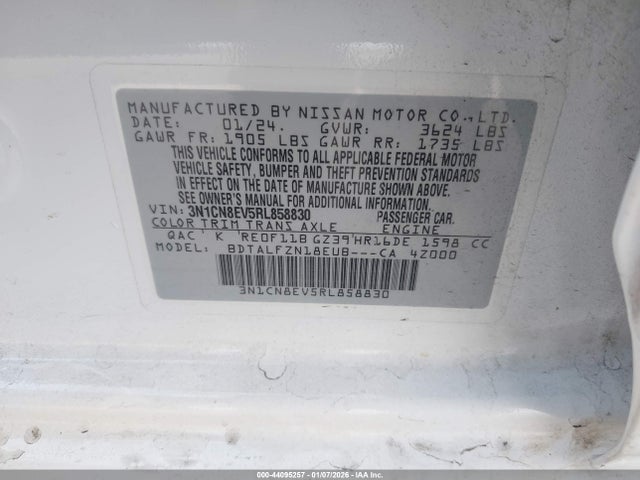 MANUFACTURED BY NISSAN MOTOR CO.,LTD.
DATE: 01/24. GVWR: 3624 LBS
GAWR FR: 1905 LBS GAWR RR: 1735 LBS
THIS VEHICLE CONFORMS TO ALL APPLICABLE FEDERAL MOTOR
VEHICLE SAFETY, BUMPER AND THEFT PREVENTION STANDARDS
IN EFFECT ON THE DATE OF MANUFACTURE SHOWN ABOVE.
SEE OWNER'S MANUAL FOR ADDITIONAL INFORMATION.
VIN: 3N1CN8EV5RL858830 PASSENGER CAR.
COLOR TRIM TRANS AXLE ENGINE
QAC' K 'RE0F11B GZ39'HR16DE 1598 CC
MODEL: BDTALFZN18EUB---CA 4Z000
3N1CN8EV5RL858830
000-44095257 - 01/07/2026 - IAAI CORP.